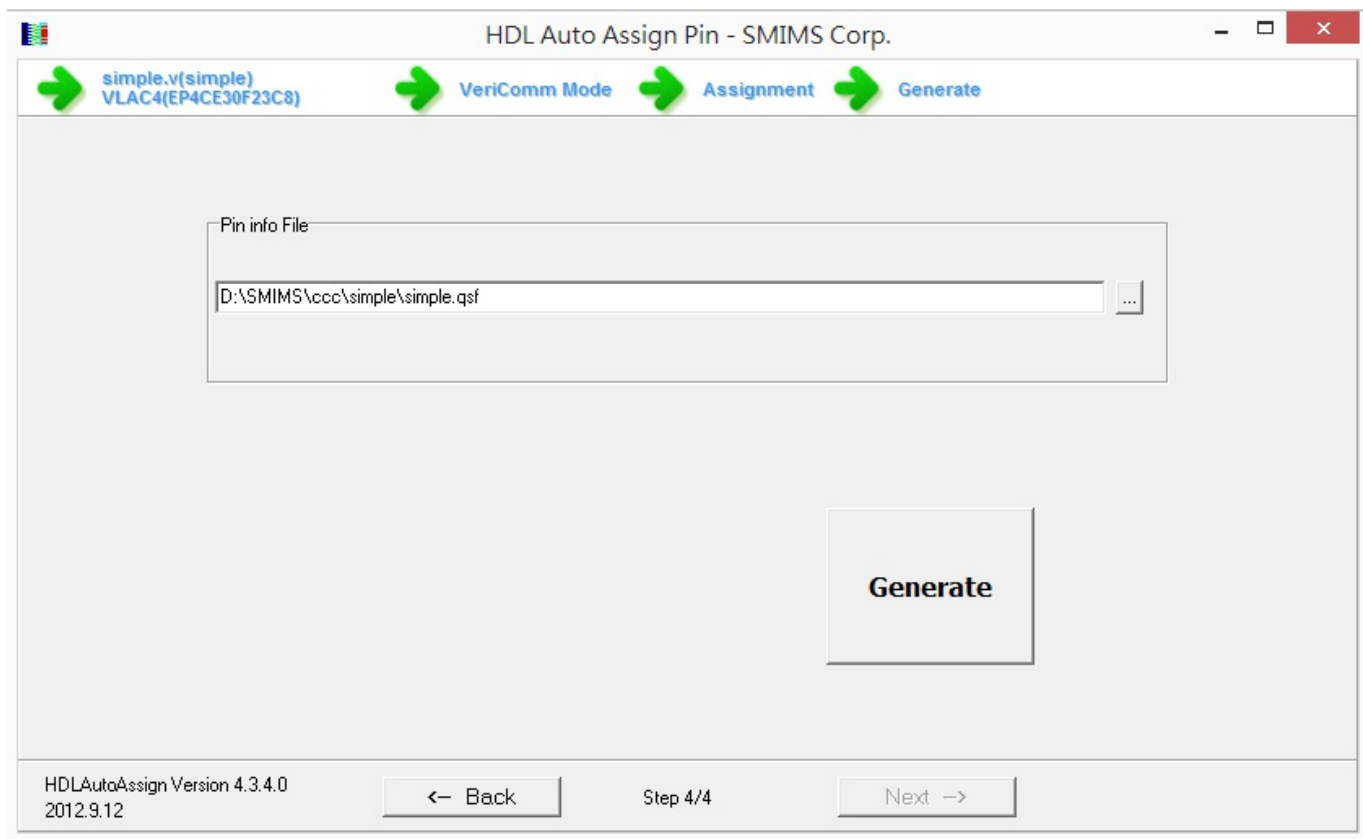 HDL Auto Assign Pin - SMIMS Corp.
simple.v(simple)
VLAC4(EP4CE30F23C8)
VeriComm Mode
Assignment
Generate
Pin info File
D:\SMIMS\ccc\simple\simple.qsf
...
Generate
HDLAutoAssign Version 4.3.4.0
2012.9.12
<-- Back
Step 4/4
Next -->